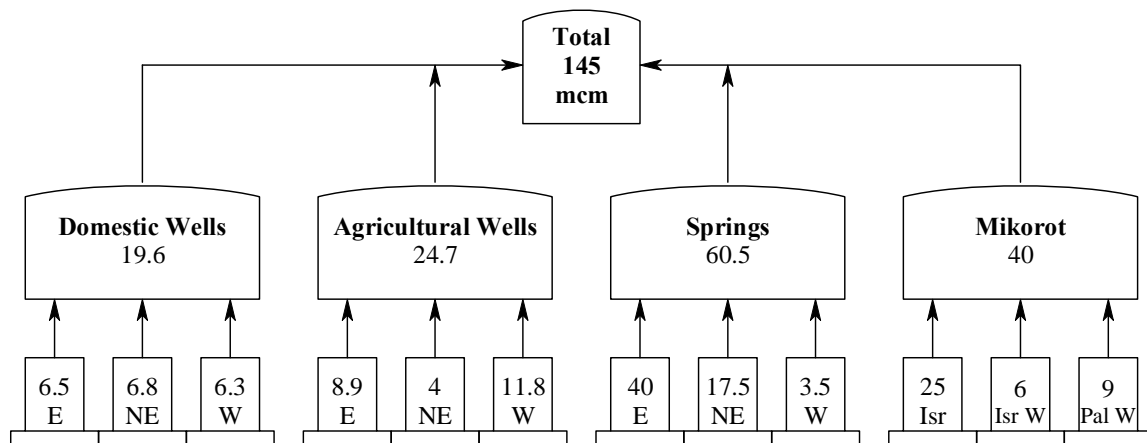 Total
145
mcm
Domestic Wells
19.6
Agricultural Wells
24.7
Springs
60.5
Mikorot
40
6.5
E
6.8
NE
6.3
W
8.9
E
4
NE
11.8
W
40
E
17.5
NE
3.5
W
25
Isr
6
Isr W
9
Pal W